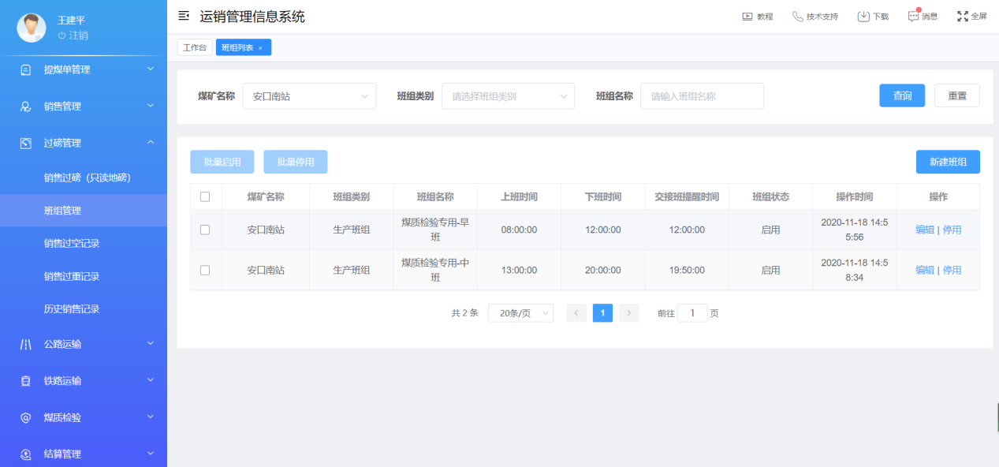 王建平
注销
运销管理信息系统
教程
技术支持
下载
消息
全屏
工作台
班组列表 ×
提煤单管理
销售管理
过磅管理
销售过磅（只读地磅）
班组管理
销售过空记录
销售过重记录
历史销售记录
公路运输
铁路运输
煤质检验
结算管理
煤矿名称 安口南站 班组类别 请选择班组类别 班组名称 请输入班组名称 查询 重置
批量启用 批量停用 新建班组
煤矿名称 班组类别 班组名称 上班时间 下班时间 交接班提醒时间 班组状态 操作时间 操作
安口南站 生产班组 煤质检验专用-早班 08:00:00 12:00:00 12:00:00 启用 2020-11-18 14:55:56 编辑 | 停用
安口南站 生产班组 煤质检验专用-中班 13:00:00 20:00:00 19:50:00 启用 2020-11-18 14:58:34 编辑 | 停用
共 2 条 20条/页 < 1 > 前往 1 页